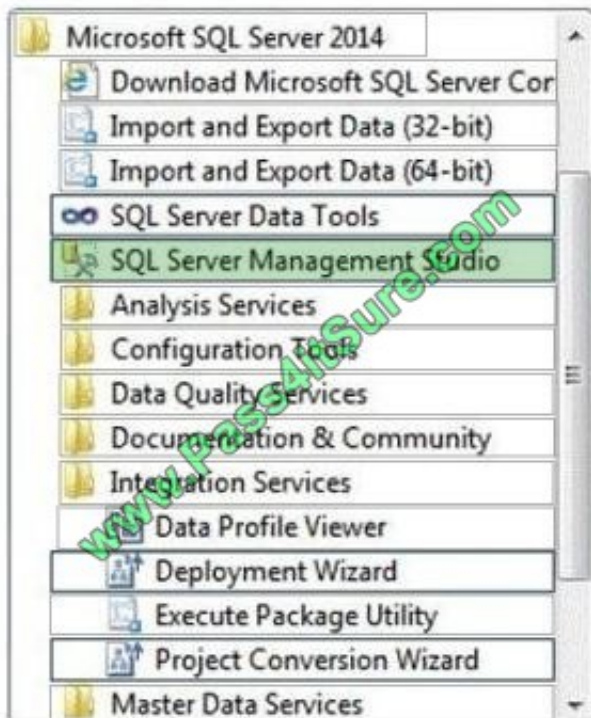 Microsoft SQL Server 2014
Download Microsoft SQL Server Cor
Import and Export Data (32-bit)
Import and Export Data (64-bit)
SQL Server Data Tools
SQL Server Management Studio
Analysis Services
Configuration Tools
Data Quality Services
Documentation & Community
Integration Services
Data Profile Viewer
Deployment Wizard
Execute Package Utility
Project Conversion Wizard
Master Data Services
www.Pass4itSure.com